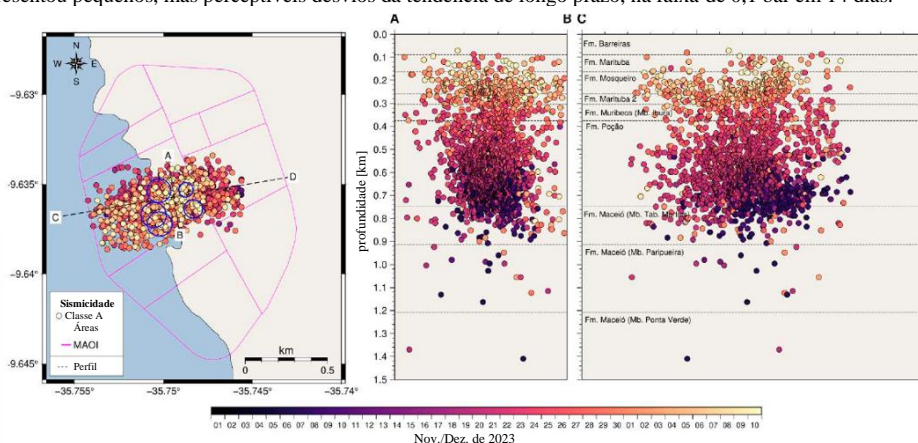 resentou pequenos, mas perceptíveis desvios da tendência de longo prazo, na faixa de 0,1 bar em 14 dias.
A B C
N
W E
S
-9.63
-9.635°
-9.64°
-9.645°
A
B
C
D
Sismicidade
Classe A
Áreas
MAOI
Perfil
km
0 0.5
-35.755° -35.75° -35.745° -35.74°
profundidade [km]
0.0
0.1
0.2
0.3
0.4
0.5
0.6
0.7
0.8
0.9
1.0
1.1
1.2
1.3
1.4
1.5
Fm. Barreiras
Fm. Marituba
Fm. Mosqueiro
Fm. Marituba 2
Fm. Muribeca (Mb. Ibura)
Fm. Poção
Fm. Maceió (Mb. Tab. Martins)
Fm. Maceió (Mb. Paripueira)
Fm. Maceió (Mb. Ponta Verde)
01 02 03 04 05 06 07 08 09 10 11 12 13 14 15 16 17 18 19 20 21 22 23 24 25 26 27 28 29 30 01 02 03 04 05 06 07 08 09 10
Nov./Dez. de 2023